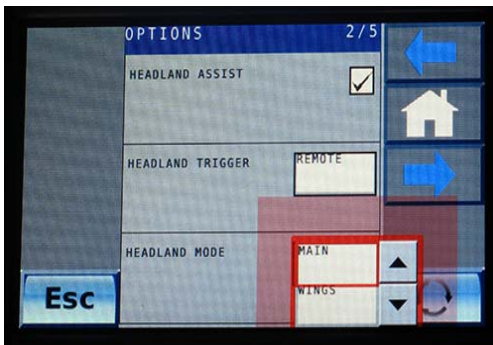 OPTIONS 2/5
HEADLAND ASSIST
HEADLAND TRIGGER REMOTE
HEADLAND MODE MAIN
WINGS
Esc